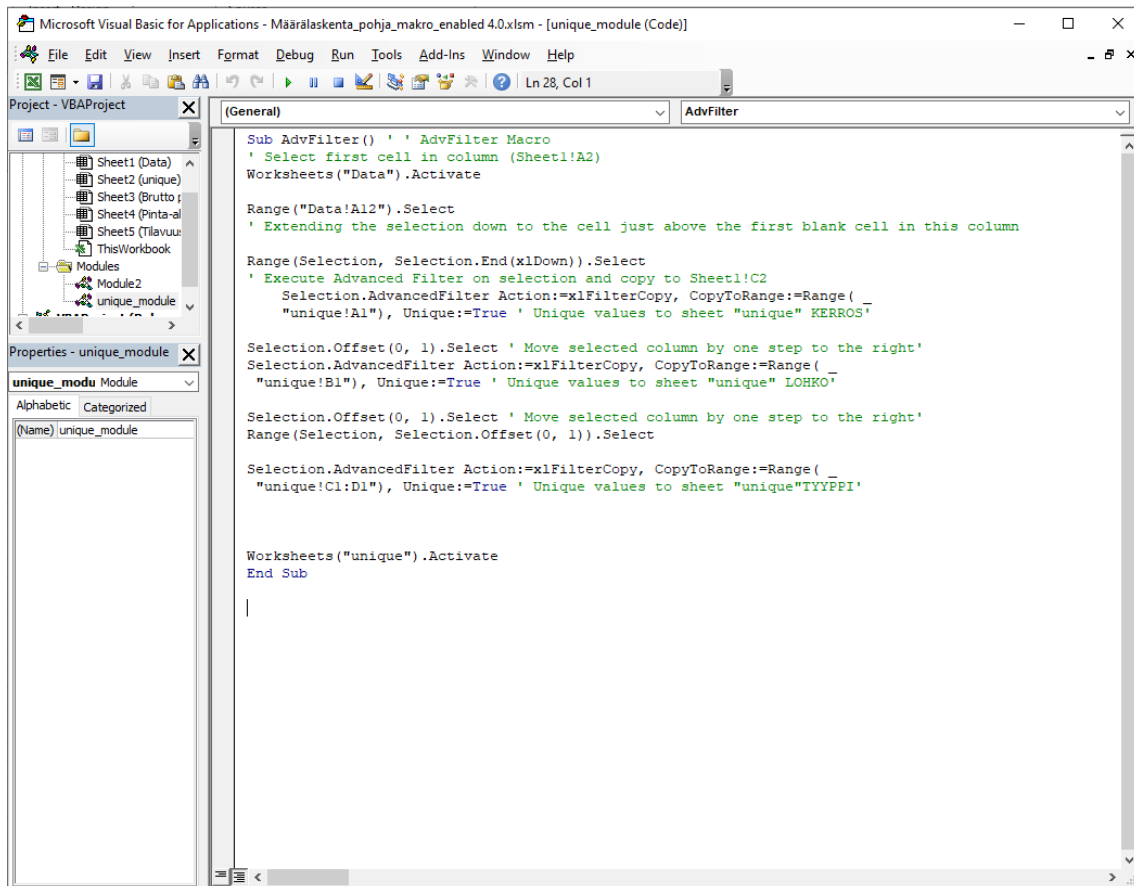 Microsoft Visual Basic for Applications - Määrälaskenta_pohja_makro_enabled 4.0.xlsm - [unique_module (Code)]
File Edit View Insert Format Debug Run Tools Add-Ins Window Help
Ln 28, Col 1
Project - VBAProject
Sheet1 (Data)
Sheet2 (unique)
Sheet3 (Brutto p
Sheet4 (Pinta-al
Sheet5 (Tilavuu
ThisWorkbook
Modules
Module2
unique_module
Properties - unique_module
unique_modu Module
Alphabetic Categorized
(Name) unique_module
(General) AdvFilter
Sub AdvFilter() ' ' AdvFilter Macro
' Select first cell in column (Sheet1!A2)
Worksheets("Data").Activate
Range("Data!A12").Select
' Extending the selection down to the cell just above the first blank cell in this column
Range(Selection, Selection.End(xlDown)).Select
' Execute Advanced Filter on selection and copy to Sheet1!C2
Selection.AdvancedFilter Action:=xlFilterCopy, CopyToRange:=Range( _
"unique!A1"), Unique:=True ' Unique values to sheet "unique" KERROS'
Selection.Offset(0, 1).Select ' Move selected column by one step to the right'
Selection.AdvancedFilter Action:=xlFilterCopy, CopyToRange:=Range( _
"unique!B1"), Unique:=True ' Unique values to sheet "unique" LOHKO'
Selection.Offset(0, 1).Select ' Move selected column by one step to the right'
Range(Selection, Selection.Offset(0, 1)).Select
Selection.AdvancedFilter Action:=xlFilterCopy, CopyToRange:=Range( _
"unique!C1:D1"), Unique:=True ' Unique values to sheet "unique"TYYPPI'
Worksheets("unique").Activate
End Sub